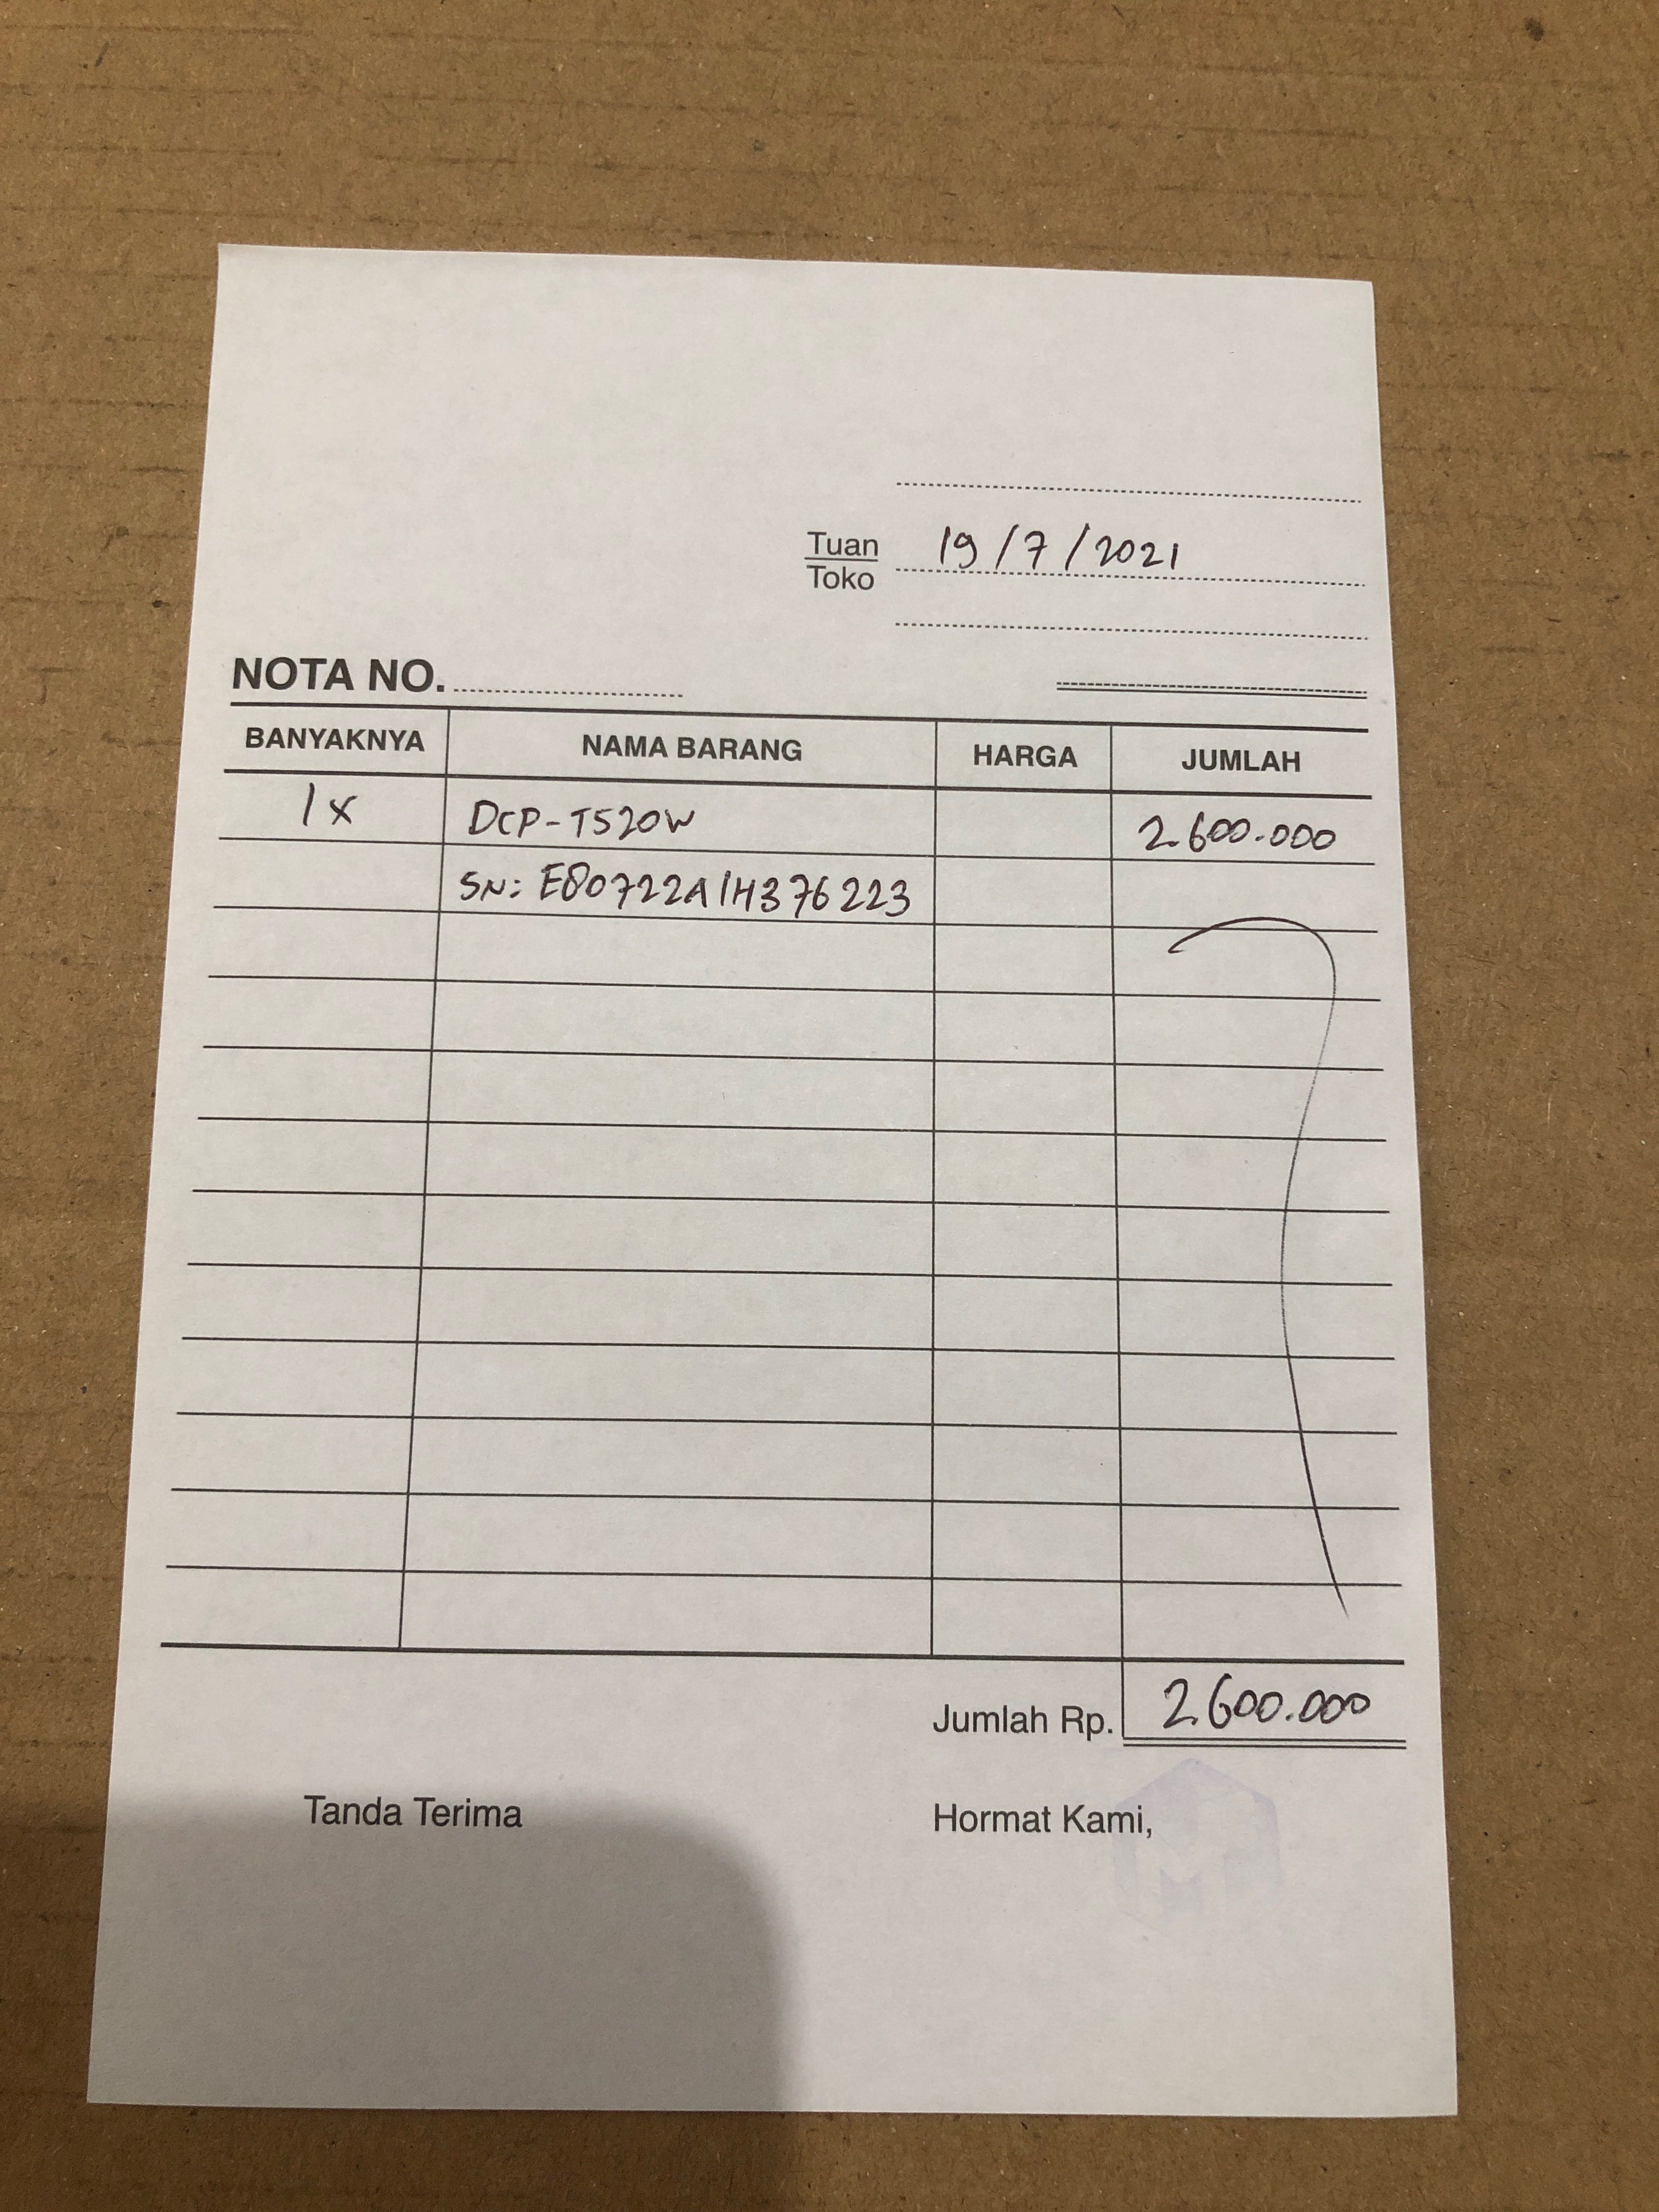 Tuan 19/7/2021
Toko
NOTA NO.
BANYAKNYA NAMA BARANG HARGA JUMLAH
1x DCP-T520W 2.600.000
SN: E80722A1H376223
Jumlah Rp. 2.600.000
Tanda Terima Hormat Kami,